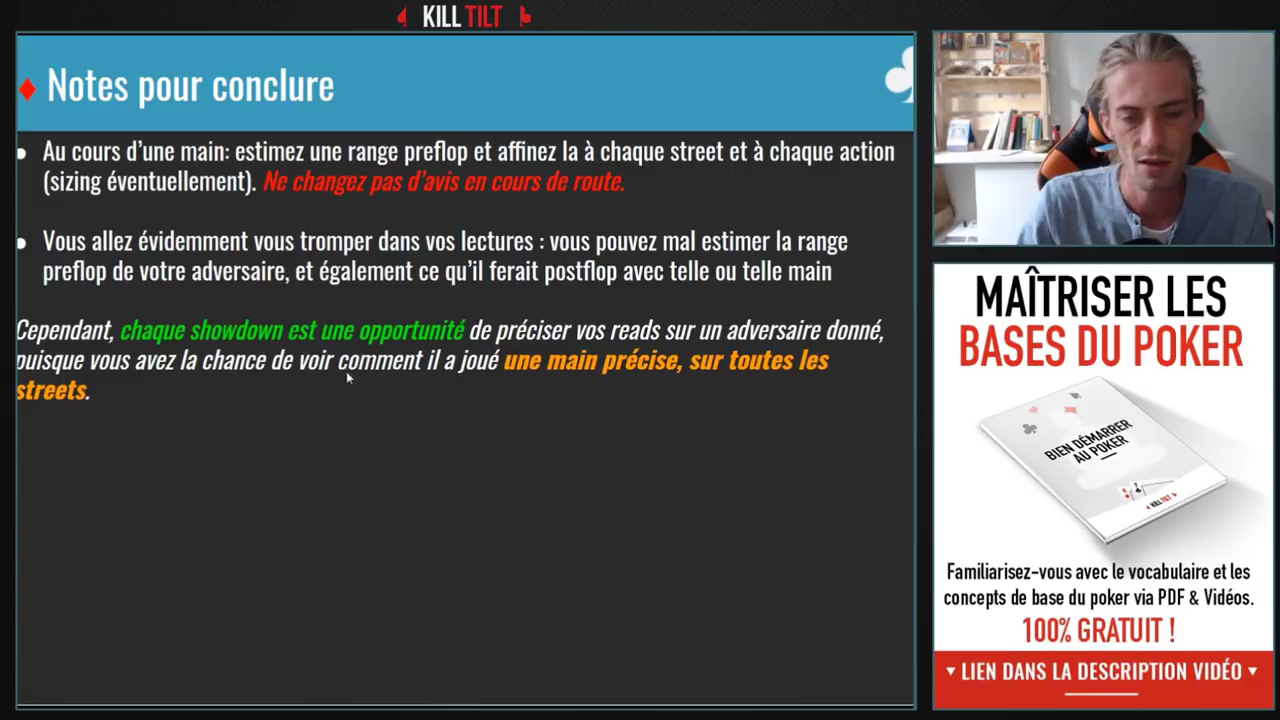 KILL TILT
Notes pour conclure
Au cours d'une main: estimez une range preflop et affinez la à chaque street et à chaque action
(sizing éventuellement). Ne changez pas d'avis en cours de route.
Vous allez évidemment vous tromper dans vos lectures : vous pouvez mal estimer la range
preflop de votre adversaire, et également ce qu'il ferait postflop avec telle ou telle main
Cependant, chaque showdown est une opportunité de préciser vos reads sur un adversaire donné,
puisque vous avez la chance de voir comment il a joué une main précise, sur toutes les
streets.
MAÎTRISER LES
BASES DU POKER
BIEN DÉMARRER
AU POKER
KILL TILT
Familiarisez-vous avec le vocabulaire et les
concepts de base du poker via PDF & Vidéos.
100% GRATUIT !
LIEN DANS LA DESCRIPTION VIDÉO